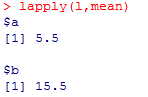 > lapply(l,mean)
$a
[1] 5.5
$b
[1] 15.5